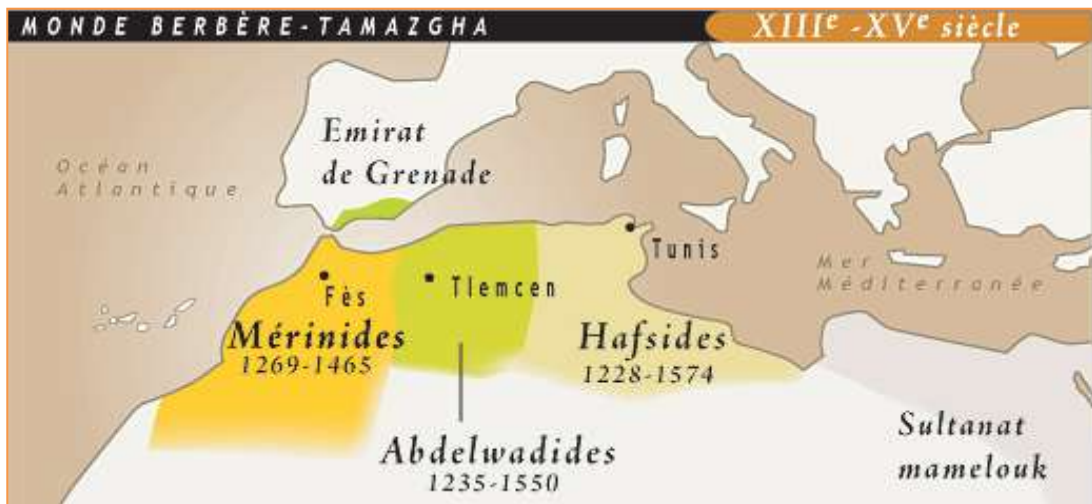 MONDE BERBÈRE-TAMAZGHA
XIIIe -XVe siècle
Emirat
de Grenade
Océan
Atlantique
Tunis
Mer
Méditerranée
Tlemcen
Fès
Mérinides
1269-1465
Hafsides
1228-1574
Abdelwadides
1235-1550
Sultanat
mamelouk